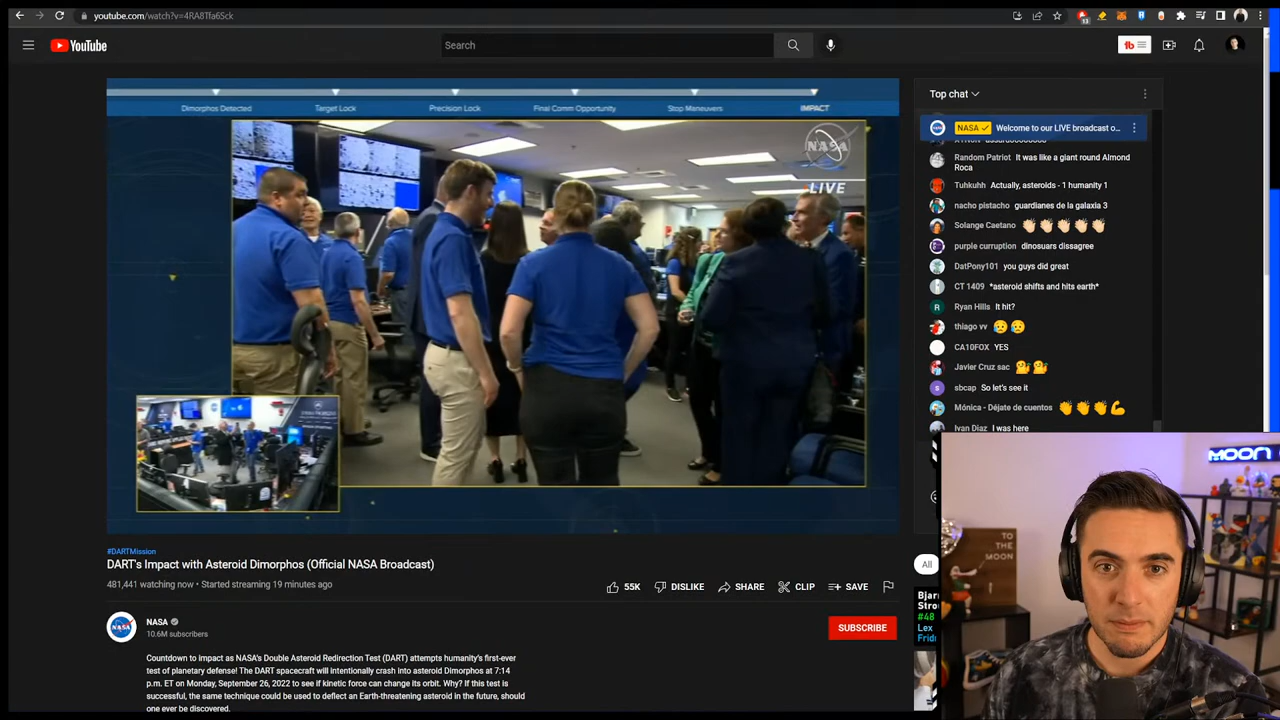 youtube.com/watch?v=4RA8Tfa6Sck
13
YouTube
Search
Dimorphos Detected
Target Lock
Precision Lock
Final Comm Opportunity
Stop Maneuvers
IMPACT
NASA
LIVE
Top chat
NASA Welcome to our LIVE broadcast o...
Random Patriot It was like a giant round Almond
Roca
Tuhkuhh Actually, asteroids - 1 humanity 1
nacho pistacho guardianes de la galaxia 3
Solange Caetano 👏🏻👏🏻👏🏻👏🏻👏🏻
purple curruption dinosuars dissagree
DatPony101 you guys did great
CT 1409 *asteroid shifts and hits earth*
Ryan Hills It hit?
thiago vv 😥😥
CA10FOX YES
Javier Cruz sac
sbcap So let's see it
Mónica - Déjate de cuentos 👏👏👏💪
Ivan Diaz I was here
#DARTMission
DART's Impact with Asteroid Dimorphos (Official NASA Broadcast)
481,441 watching now • Started streaming 19 minutes ago
55K DISLIKE SHARE CLIP SAVE
NASA
10.6M subscribers
SUBSCRIBE
Countdown to impact as NASA's Double Asteroid Redirection Test (DART) attempts humanity's first-ever
test of planetary defense! The DART spacecraft will intentionally crash into asteroid Dimorphos at 7:14
p.m. ET on Monday, September 26, 2022 to see if kinetic force can change its orbit. Why? If this test is
successful, the same technique could be used to deflect an Earth-threatening asteroid in the future, should
one ever be discovered.
All
#48
Lex
MOON
TO
THE
MOON